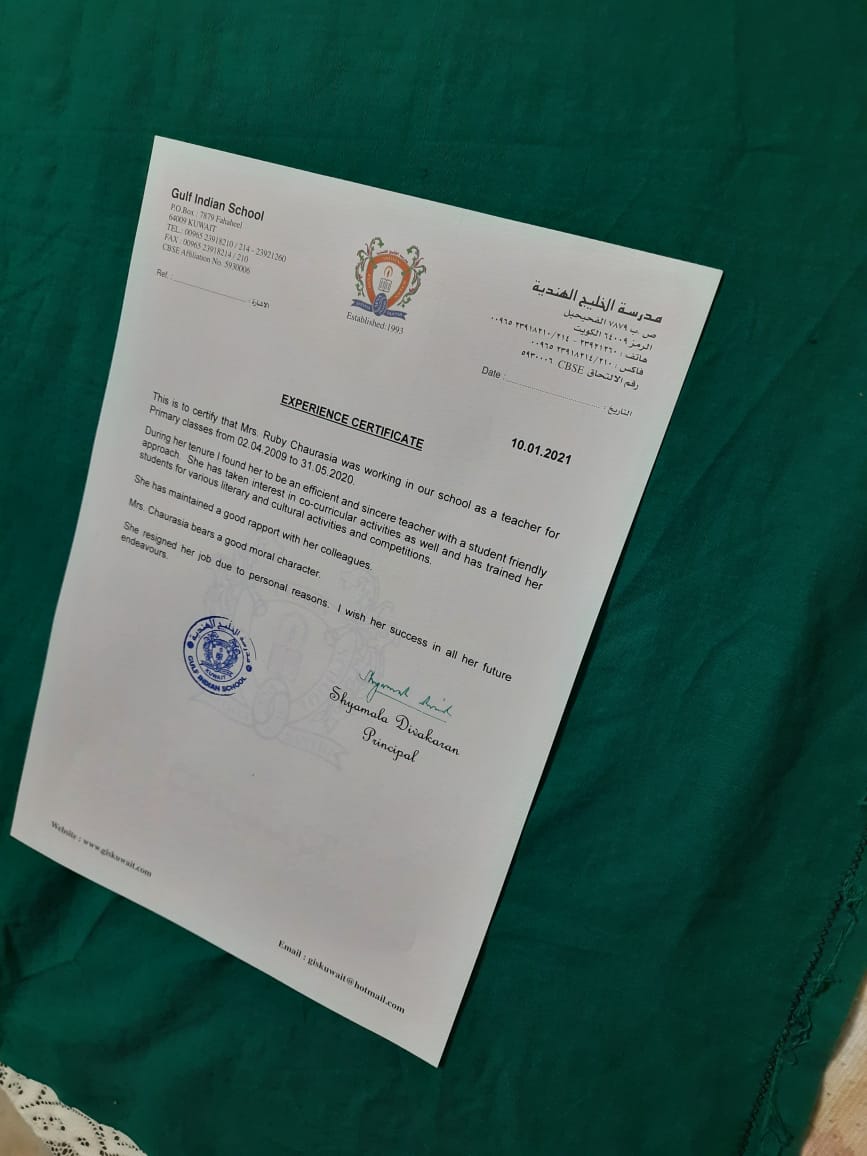 Gulf Indian School
P.O.Box : 7879 Fahaheel
64009 KUWAIT
TEL. : 00965 23918210 / 214 - 23921260
FAX : 00965 23918214 / 210
CBSE Affiliation No. 5930006
Ref. : الاشارة :
Established:1993
مدرسة الخليج الهندية
ص .ب ٧٨٧٩ الفحيحيل
الرمز ٦٤٠٠٩ الكويت
هاتف : ٢٣٩٢١٢٦٠ - ٠٠٩٦٥ ٢٣٩١٨٢١٠/٢١٤
فاكس : ٠٠٩٦٥ ٢٣٩١٨٢١٤/٢١٠
رقم الالتحاق CBSE ٥٩٣٠٠٠٦
Date : التاريخ :
EXPERIENCE CERTIFICATE
10.01.2021
This is to certify that Mrs. Ruby Chaurasia was working in our school as a teacher for
Primary classes from 02.04.2009 to 31.05.2020.
During her tenure I found her to be an efficient and sincere teacher with a student friendly
approach. She has taken interest in co-curricular activities as well and has trained her
students for various literary and cultural activities and competitions.
She has maintained a good rapport with her colleagues.
Mrs. Chaurasia bears a good moral character.
She resigned her job due to personal reasons. I wish her success in all her future
endeavours.
مدرسة الخليج الهندية
KUWAIT
GULF INDIAN SCHOOL
Shyamala Divakaran
Principal
Website : www.giskuwait.com
Email : giskuwait@hotmail.com